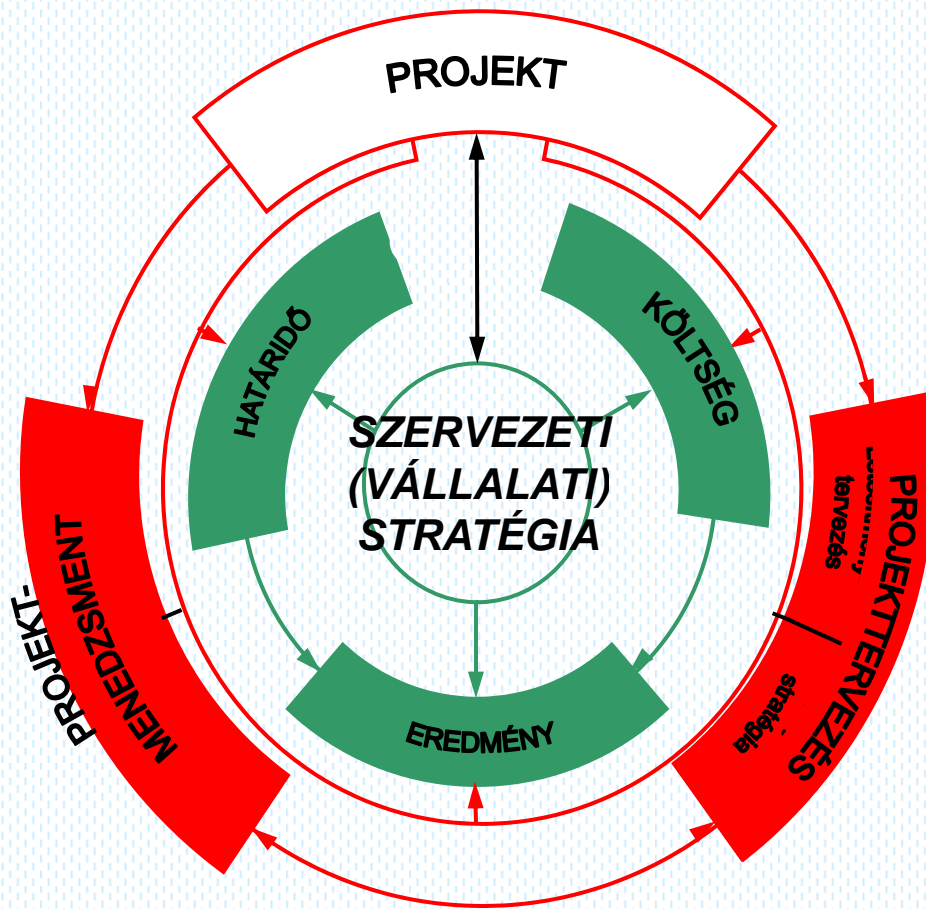 PROJEKT
HATÁRIDŐ
KÖLTSÉG
SZERVEZETI
(VÁLLALATI)
STRATÉGIA
EREDMÉNY
PROJEKT-
MENEDZSMENT
PROJEKTTERVEZÉS
tervezés
-
stratégia